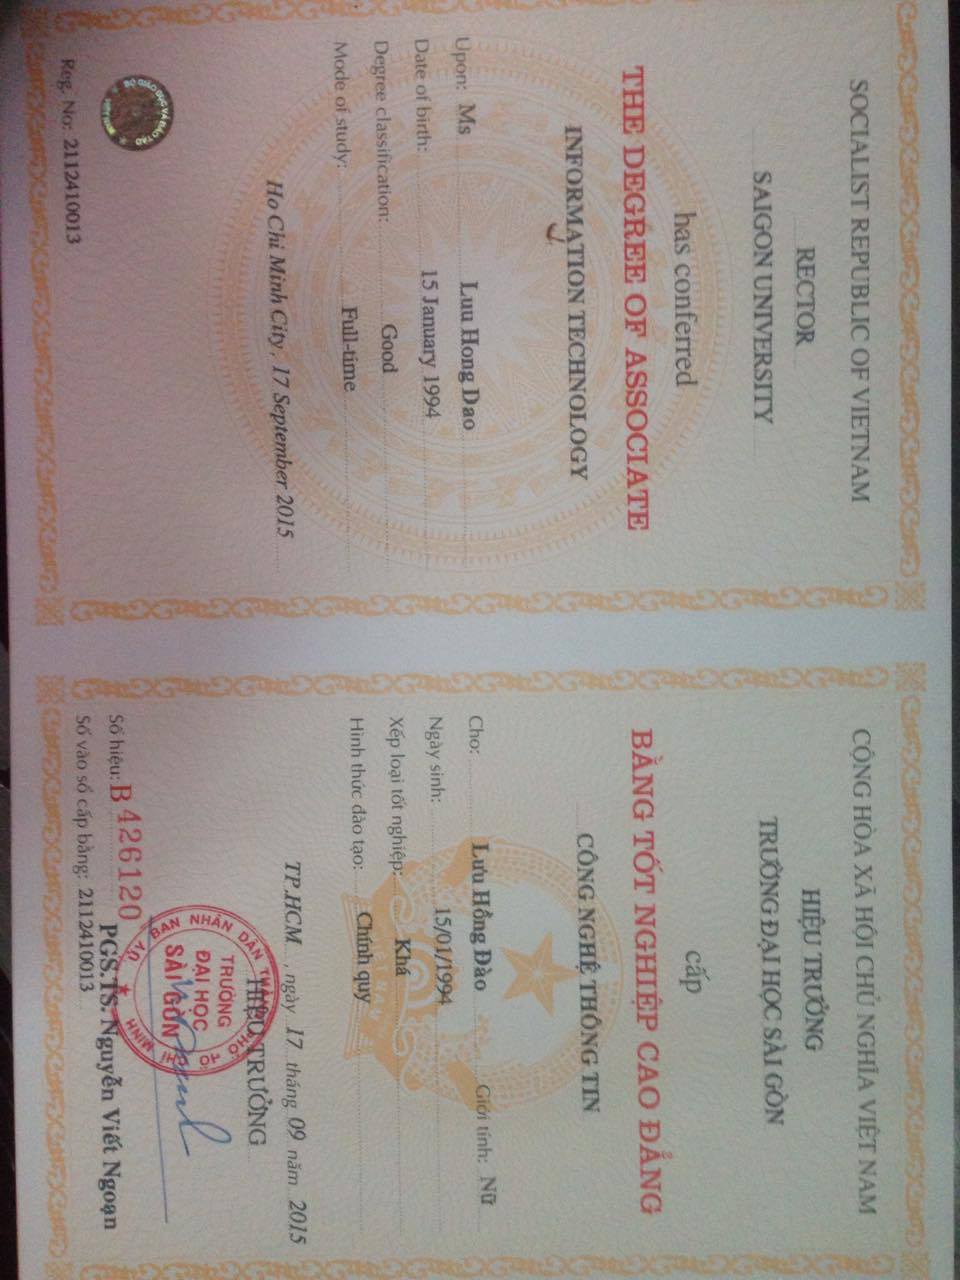 SOCIALIST REPUBLIC OF VIETNAM
RECTOR
SAIGON UNIVERSITY
has conferred
THE DEGREE OF ASSOCIATE
INFORMATION TECHNOLOGY
Upon: Ms Luu Hong Dao
Date of birth: 15 January 1994
Degree classification: Good
Mode of study: Full-time
Ho Chi Minh City, 17 September 2015
BỘ GIÁO DỤC VÀ ĐÀO TẠO
Reg. No: 2112410013
CỘNG HÒA XÃ HỘI CHỦ NGHĨA VIỆT NAM
HIỆU TRƯỞNG
TRƯỜNG ĐẠI HỌC SÀI GÒN
cấp
BẰNG TỐT NGHIỆP CAO ĐẲNG
CÔNG NGHỆ THÔNG TIN
Cho: Lưu Hồng Đào Giới tính: Nữ
Ngày sinh: 15/01/1994
Xếp loại tốt nghiệp: Khá
Hình thức đào tạo: Chính quy
TP.HCM, ngày 17 tháng 09 năm 2015
HIỆU TRƯỞNG
ỦY BAN NHÂN DÂN THÀNH PHỐ HỒ CHÍ MINH
TRƯỜNG
ĐẠI HỌC
SÀI GÒN
Số hiệu: B 426120
PGS.TS. Nguyễn Viết Ngoạn
Số vào sổ cấp bằng: 2112410013